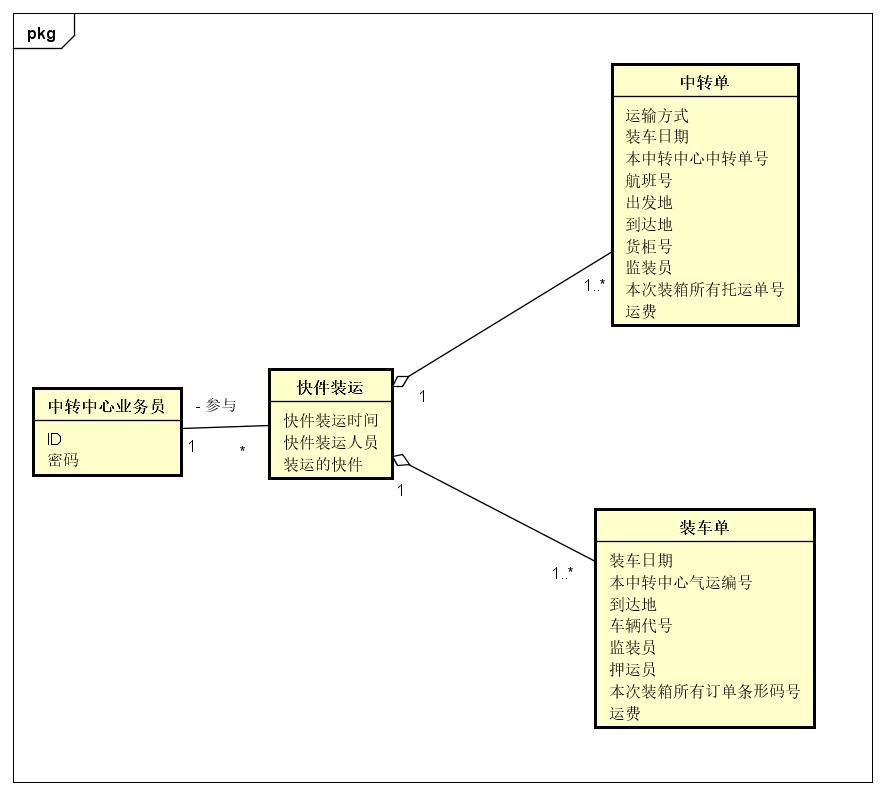 pkg
中转单
运输方式
装车日期
本中转中心中转单号
航班号
出发地
到达地
货柜号
监装员
本次装箱所有托运单号
运费
1..*
1
快件装运
快件装运时间
快件装运人员
装运的快件
中转中心业务员
ID
密码
- 参与
1
*
1
1..*
装车单
装车日期
本中转中心气运编号
到达地
车辆代号
监装员
押运员
本次装箱所有订单条形码号
运费